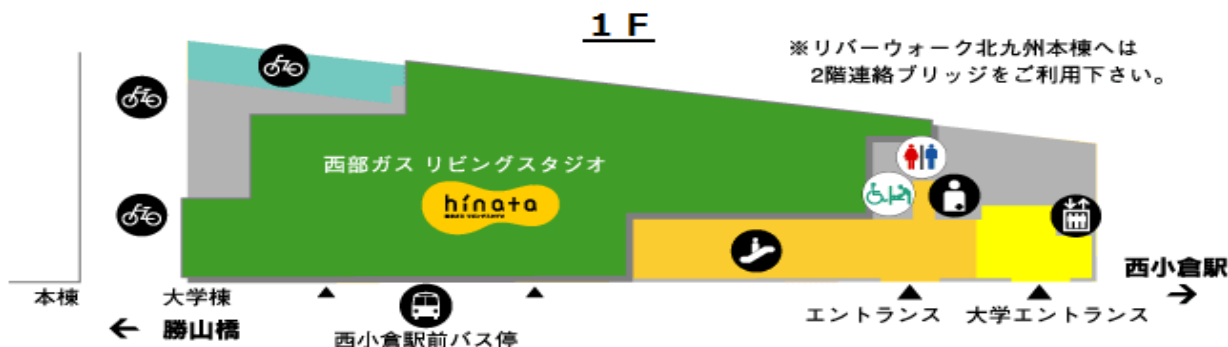 1 F
※リバーウォーク北九州本棟へは
2階連絡ブリッジをご利用下さい。
西部ガス リビングスタジオ
hinata
西小倉駅
本棟
大学棟
エントランス
大学エントランス
勝山橋
西小倉駅前バス停